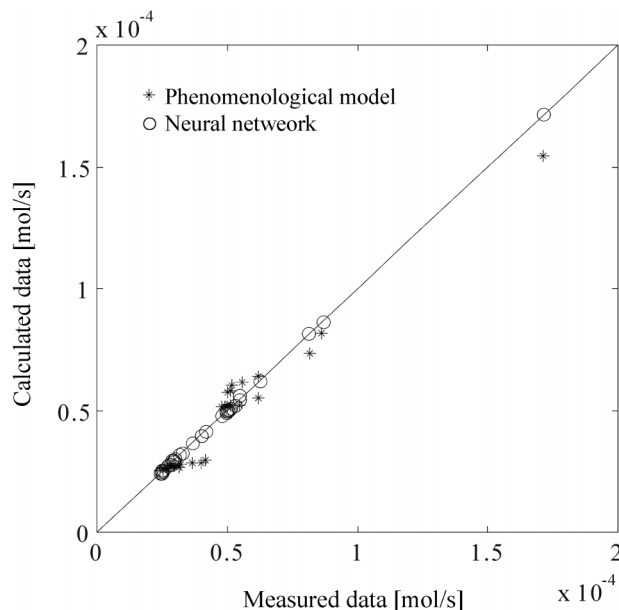 x 10⁻⁴
2
1.5
1
0.5
0
Calculated data [mol/s]
* Phenomenological model
○ Neural netweork
0 0.5 1 1.5 2
Measured data [mol/s]
x 10⁻⁴